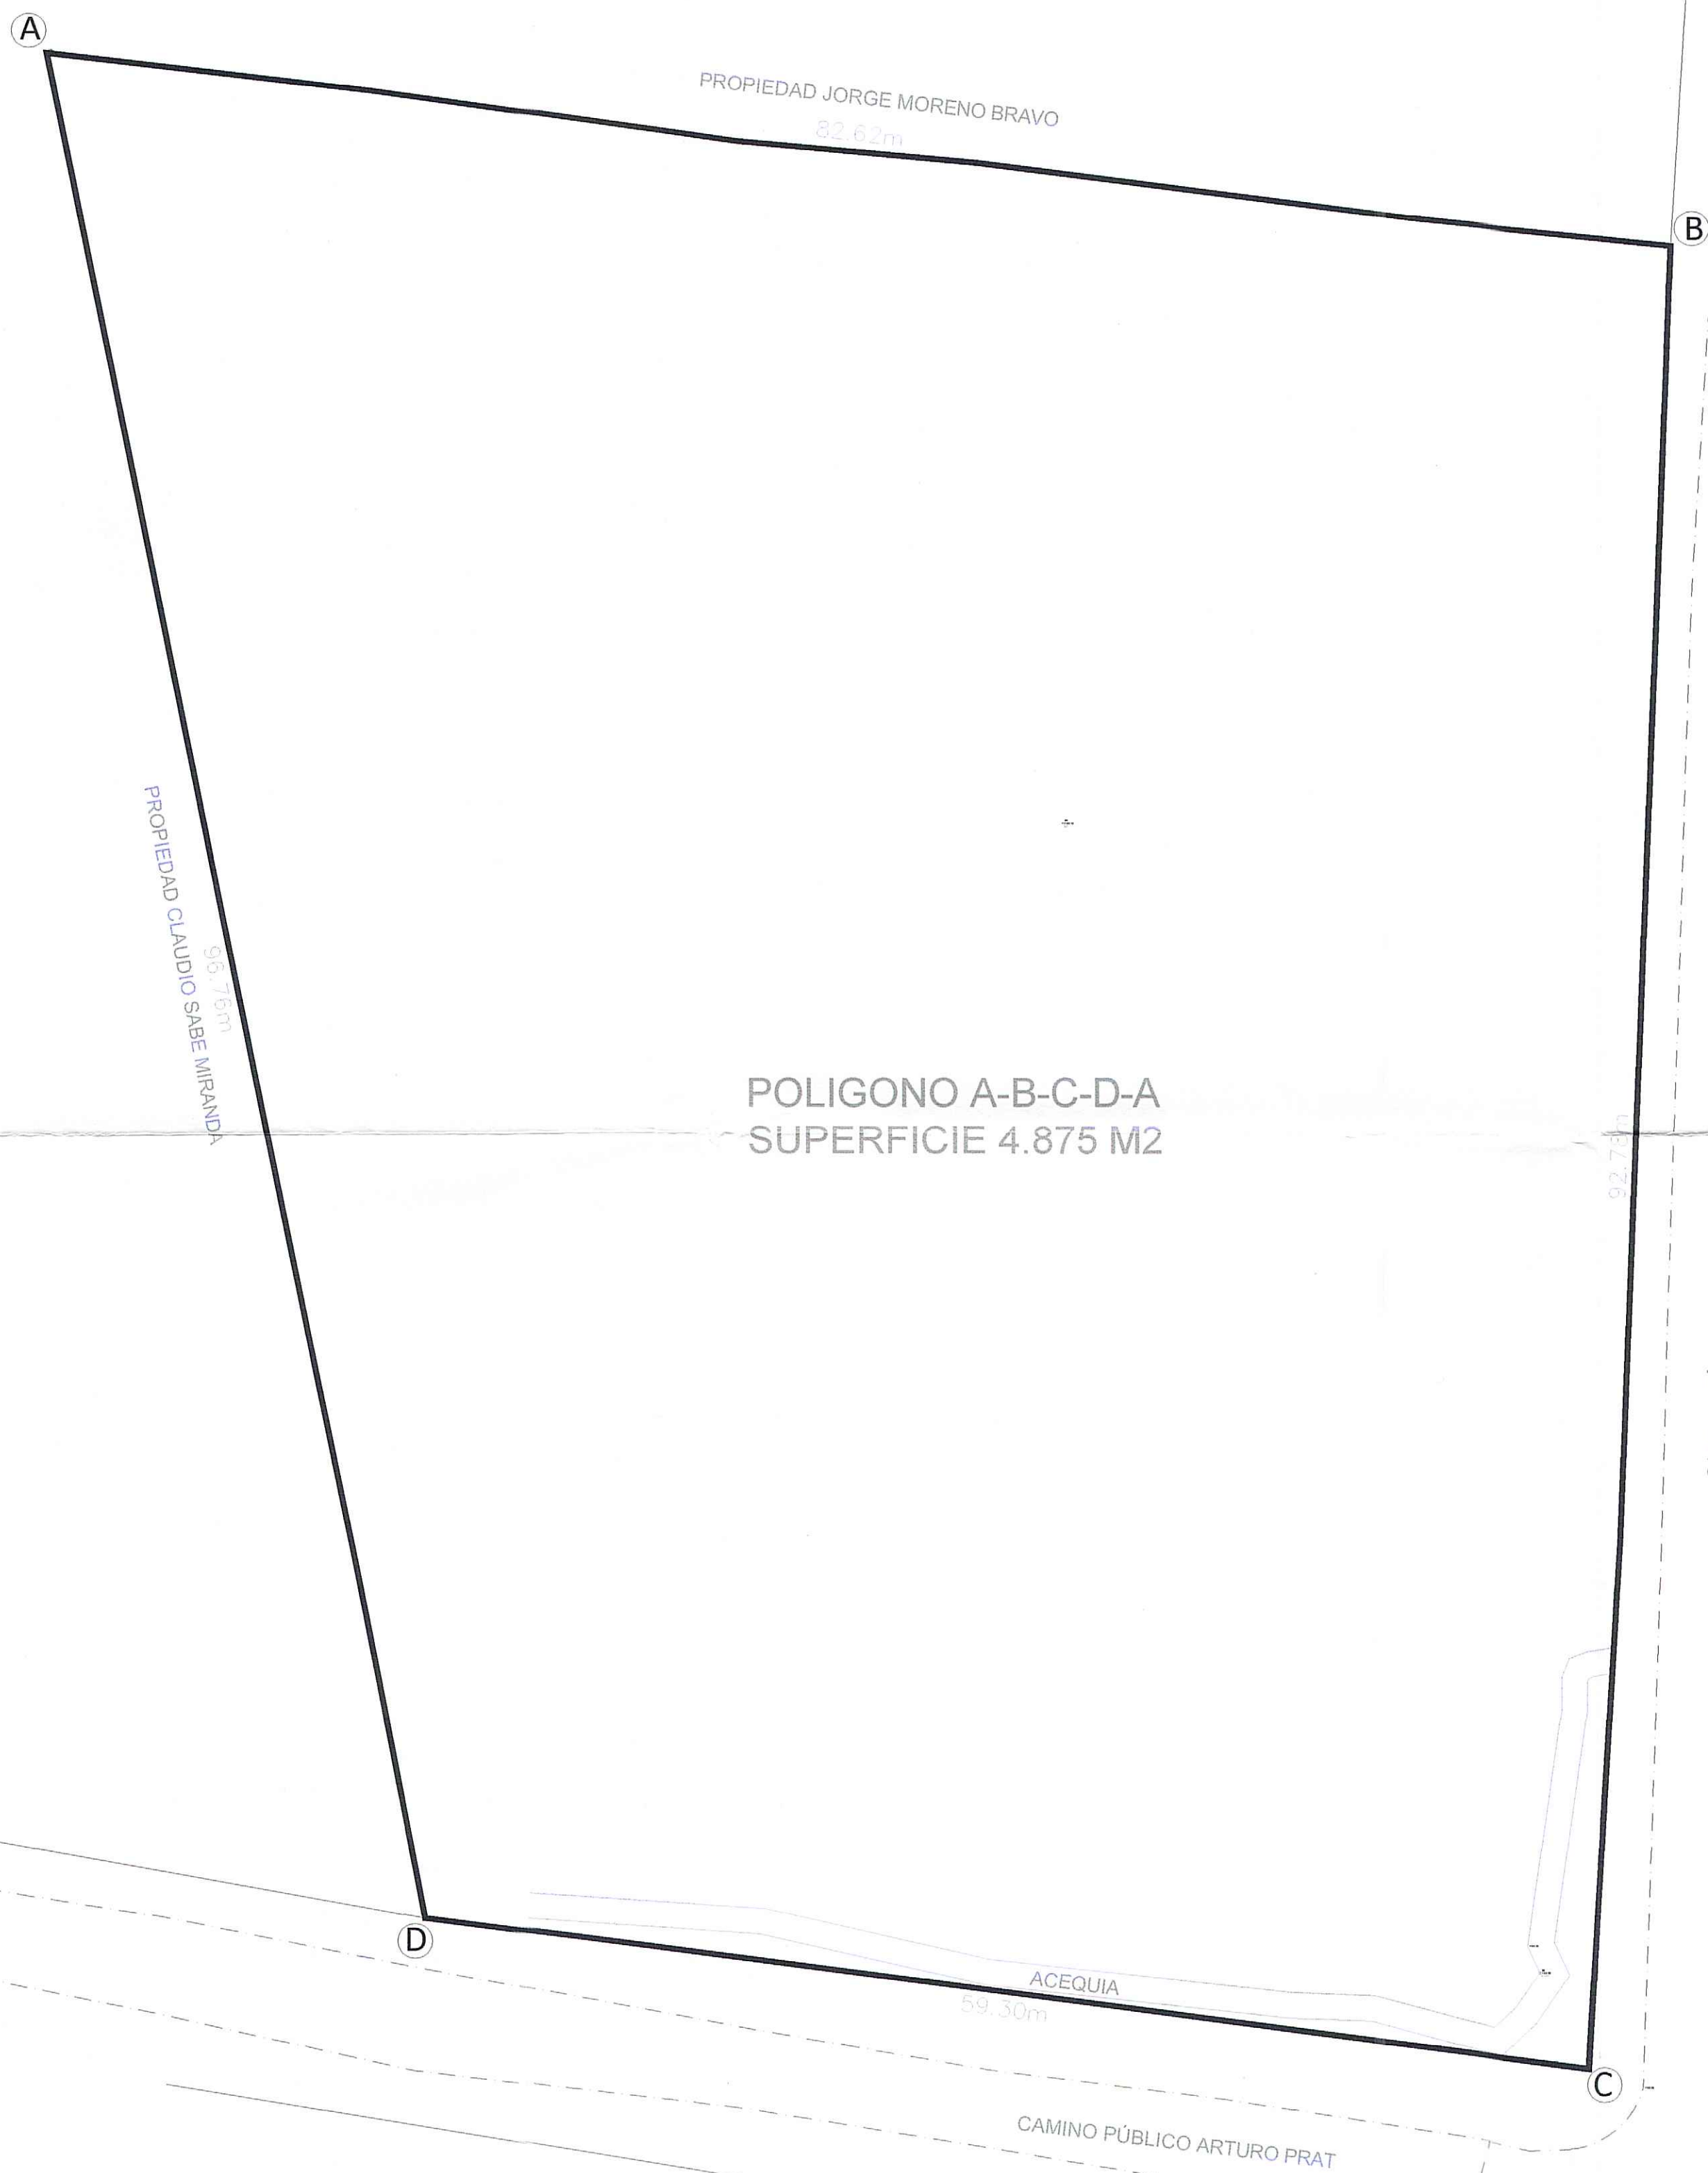 A
PROPIEDAD JORGE MORENO BRAVO
82.62m
B
PROPIEDAD CLAUDIO SABE MIRANDA
96.76m
POLIGONO A-B-C-D-A
SUPERFICIE 4.875 M2
D
ACEQUIA
59.30m
C
CAMINO PÚBLICO ARTURO PRAT